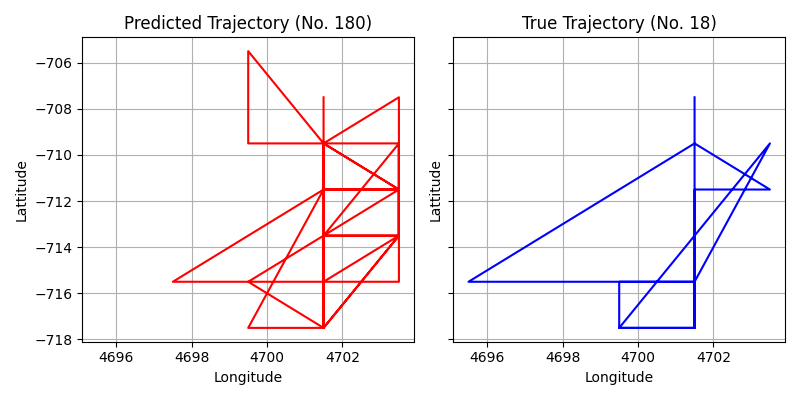 Predicted Trajectory (No. 180)
True Trajectory (No. 18)
−706
−708
−710
−712
−714
−716
−718
Lattitude
Lattitude
4696
4698
4700
4702
4696
4698
4700
4702
Longitude
Longitude